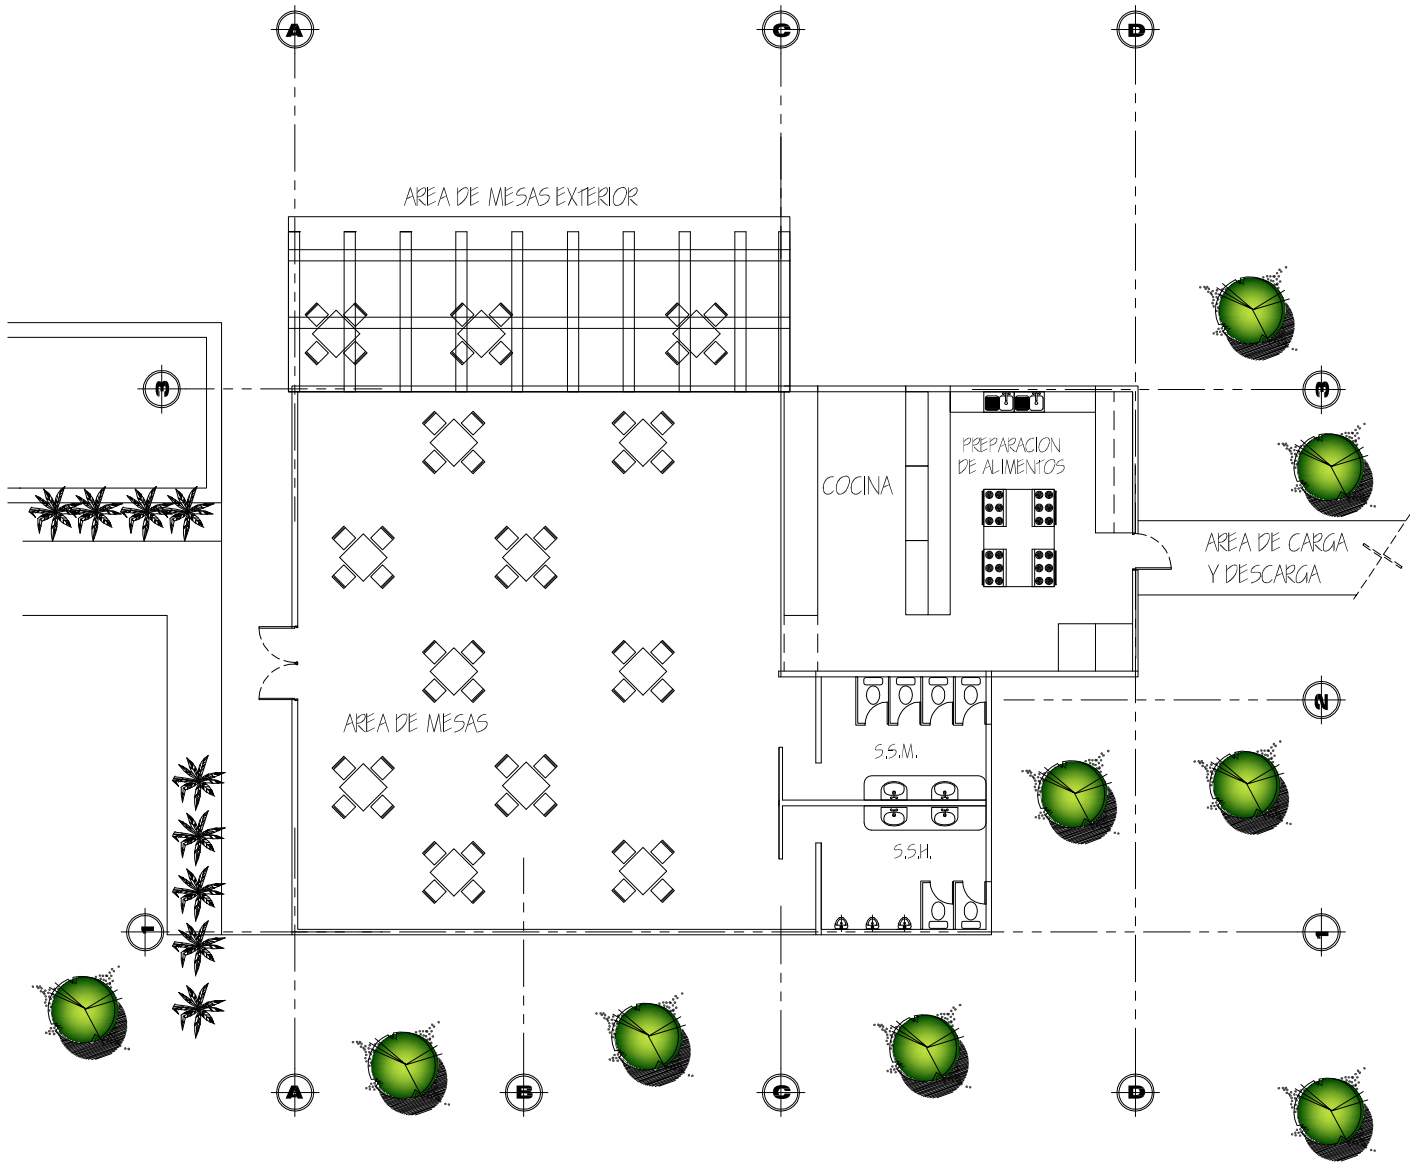 A
C
D
AREA DE MESAS EXTERIOR
3
3
PREPARACION
DE ALIMENTOS
COCINA
AREA DE CARGA
Y DESCARGA
2
AREA DE MESAS
S.S.M.
S.S.H.
1
1
A
B
C
D